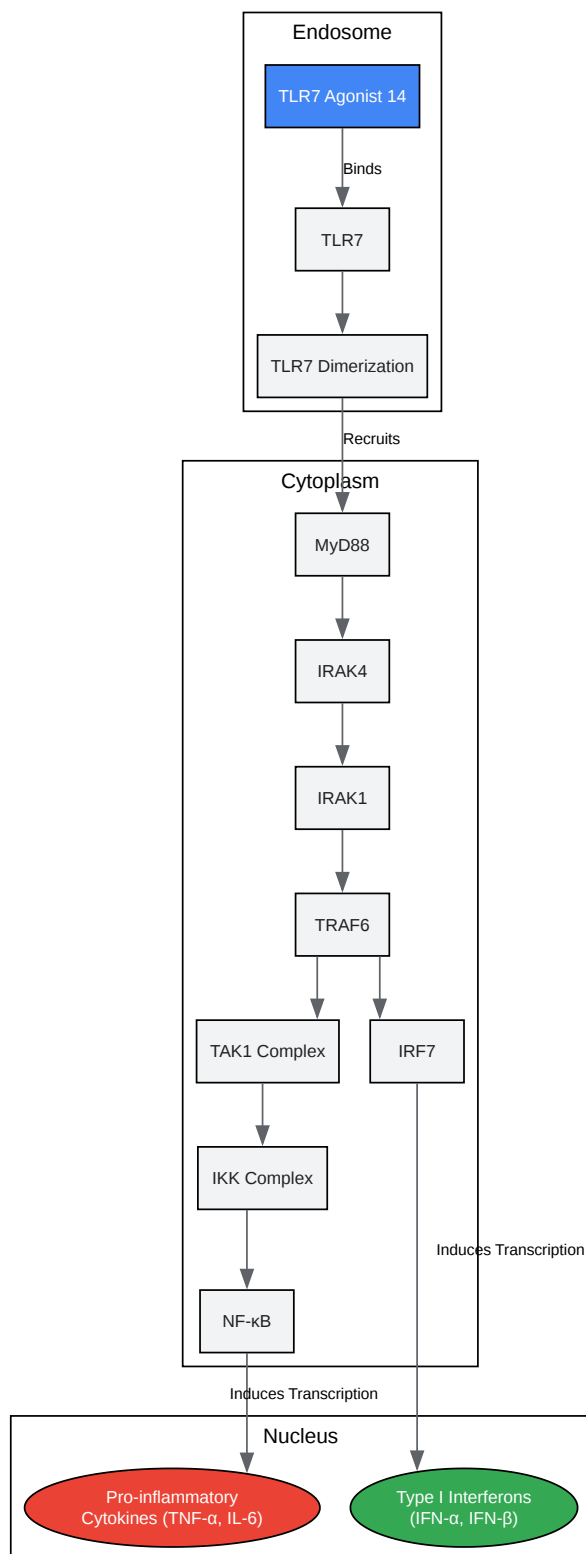 Endosome
TLR7 Agonist 14
Binds
TLR7
TLR7 Dimerization
Recruits
Cytoplasm
MyD88
IRAK4
IRAK1
TRAF6
TAK1 Complex
IRF7
IKK Complex
Induces Transcription
NF-κB
Induces Transcription
Nucleus
Pro-inflammatory
Cytokines (TNF-α, IL-6)
Type I Interferons
(IFN-α, IFN-β)